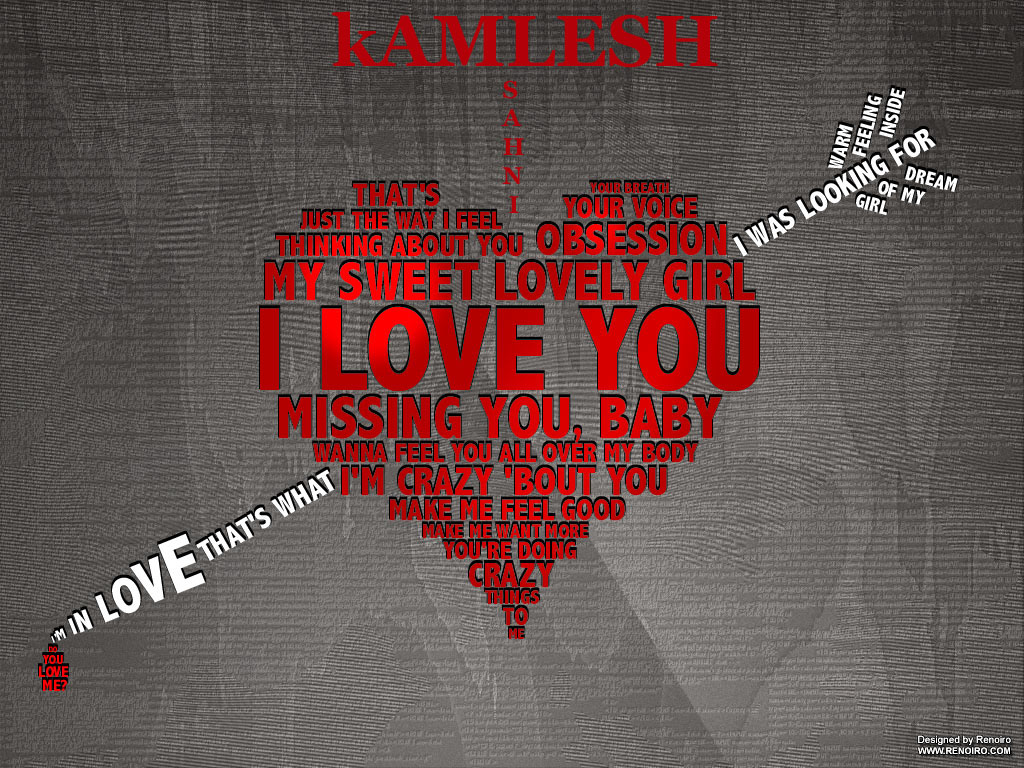 kAMLESH
SAHNI
THAT'S
JUST THE WAY I FEEL
THINKING ABOUT YOU
YOUR BREATH
YOUR VOICE
OBSESSION
MY SWEET LOVELY GIRL
I LOVE YOU
MISSING YOU, BABY
WANNA FEEL YOU ALL OVER MY BODY
I'M CRAZY 'BOUT YOU
MAKE ME FEEL GOOD
MAKE ME WANT MORE
YOU'RE DOING
CRAZY
THINGS
TO
ME
I'M IN LOVE THAT'S WHAT
I WAS LOOKING FOR
WARM
FEELING
INSIDE
GIRL
OF MY
DREAM
DO
YOU
LOVE
ME?
Designed by Renoiro
WWW.RENOIRO.COM